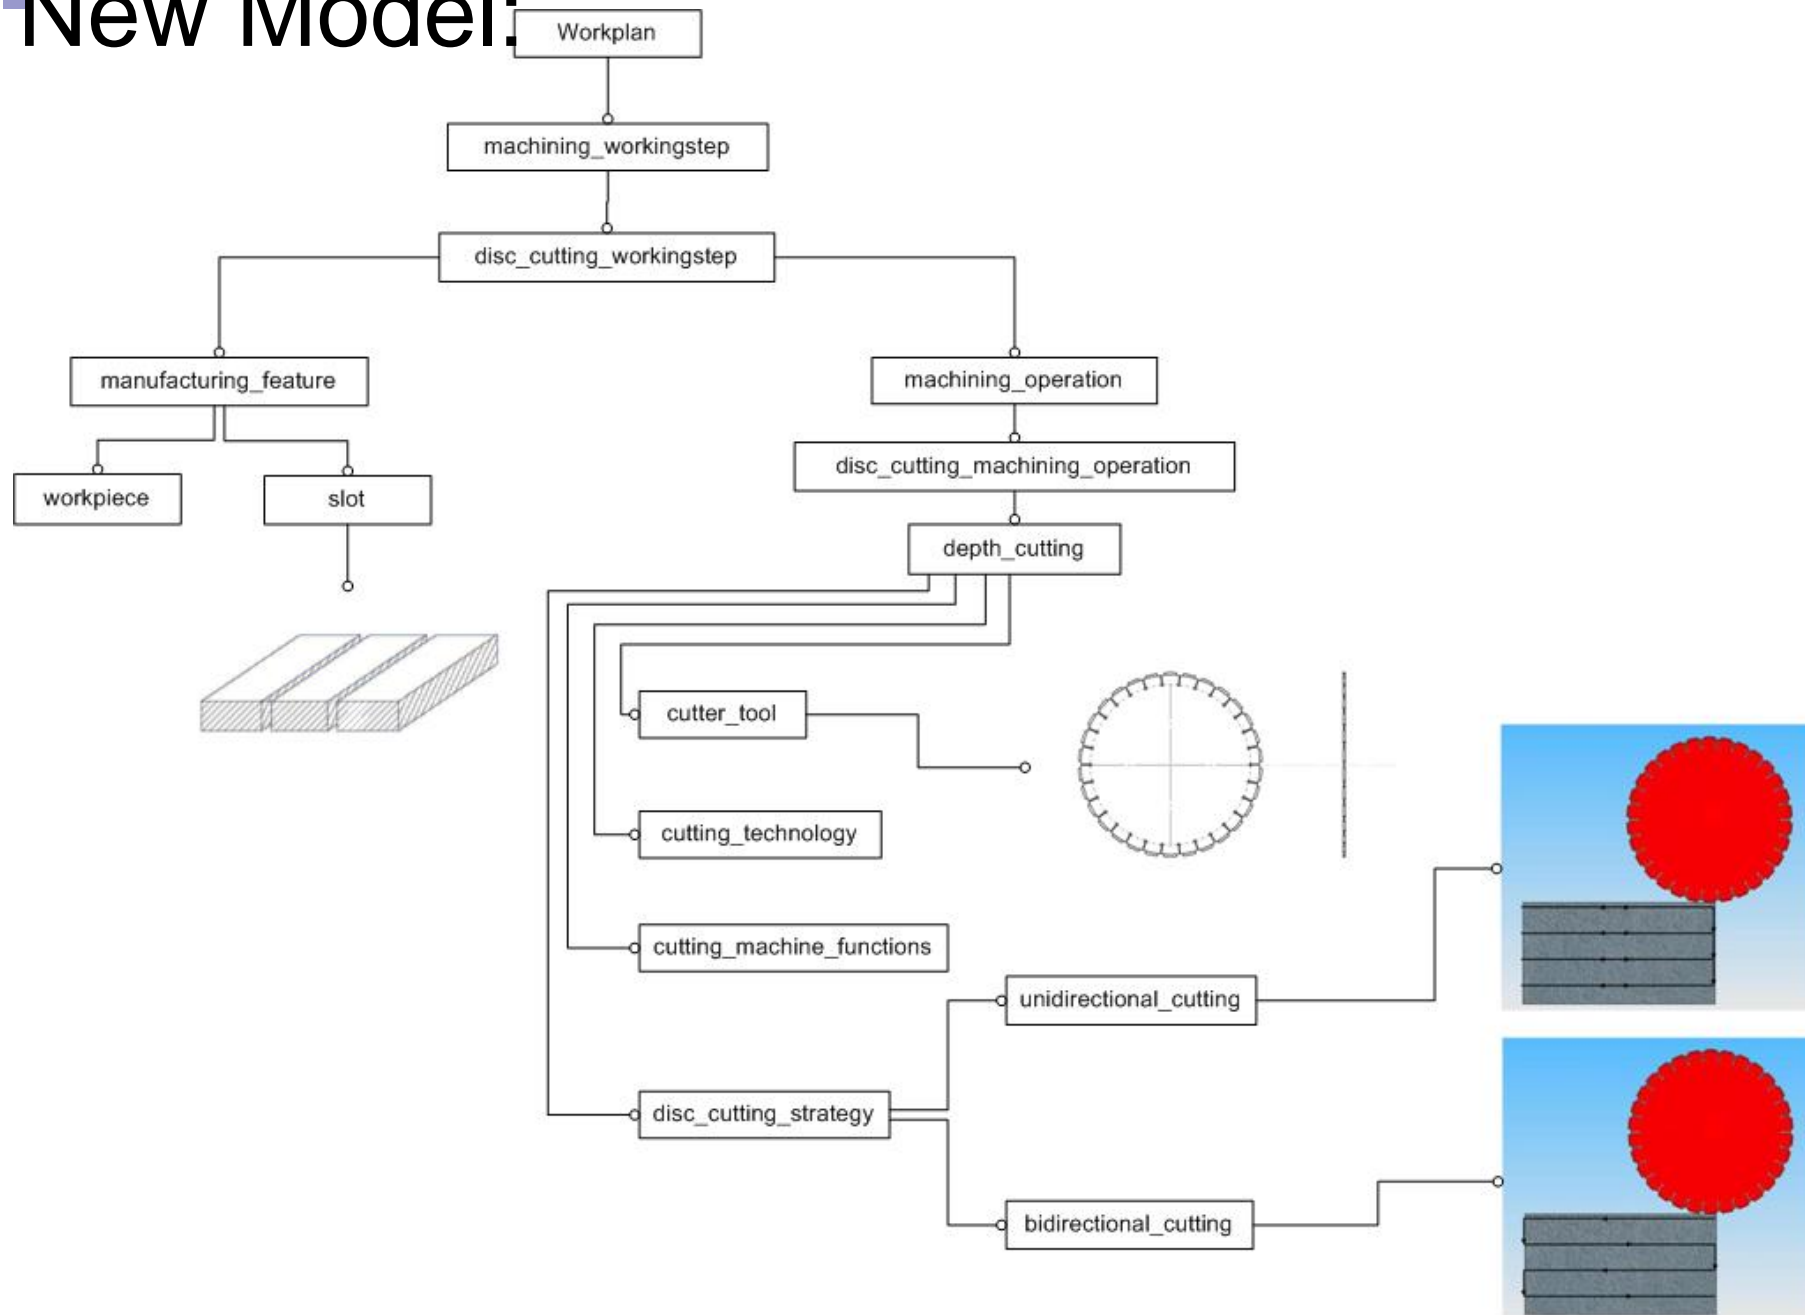 New Model:
Workplan
machining_workingstep
disc_cutting_workingstep
manufacturing_feature
machining_operation
disc_cutting_machining_operation
workpiece
slot
depth_cutting
cutter_tool
cutting_technology
cutting_machine_functions
unidirectional_cutting
disc_cutting_strategy
bidirectional_cutting